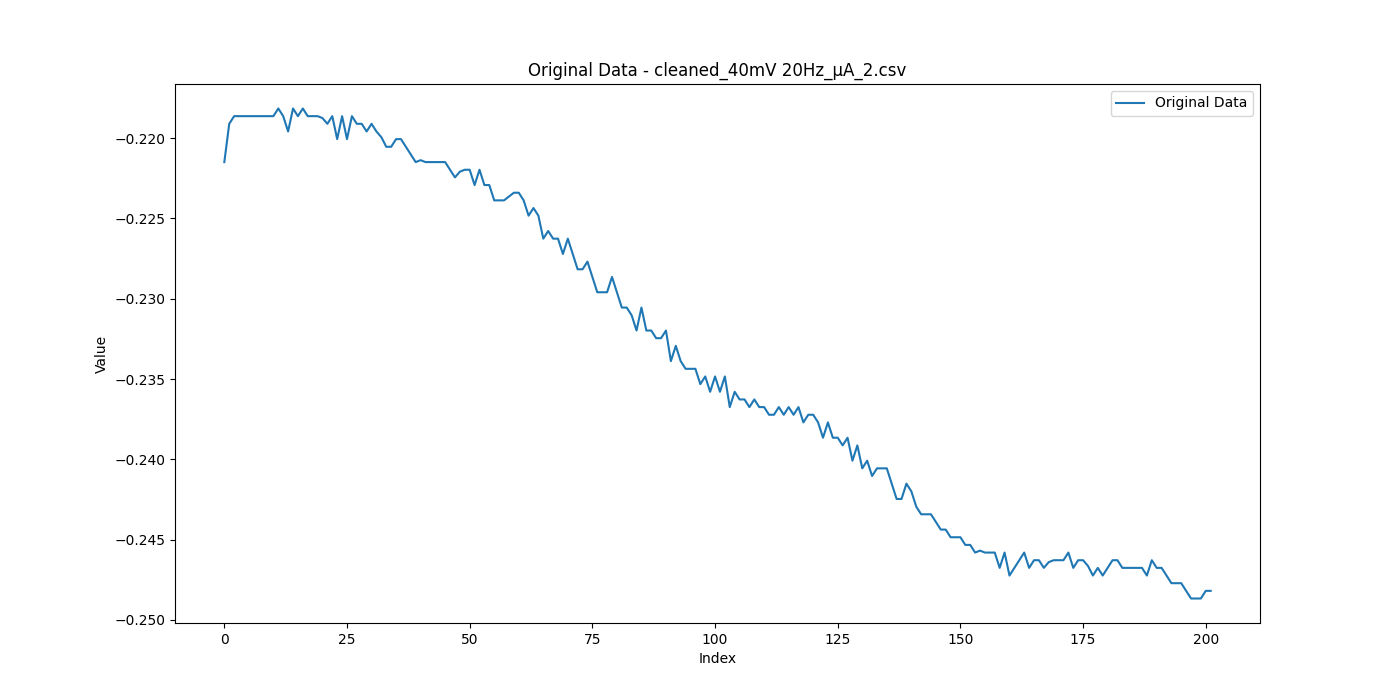 Original Data - cleaned_40mV 20Hz_µA_2.csv
Original Data
Value
−0.220
−0.225
−0.230
−0.235
−0.240
−0.245
−0.250
0 25 50 75 100 125 150 175 200
Index